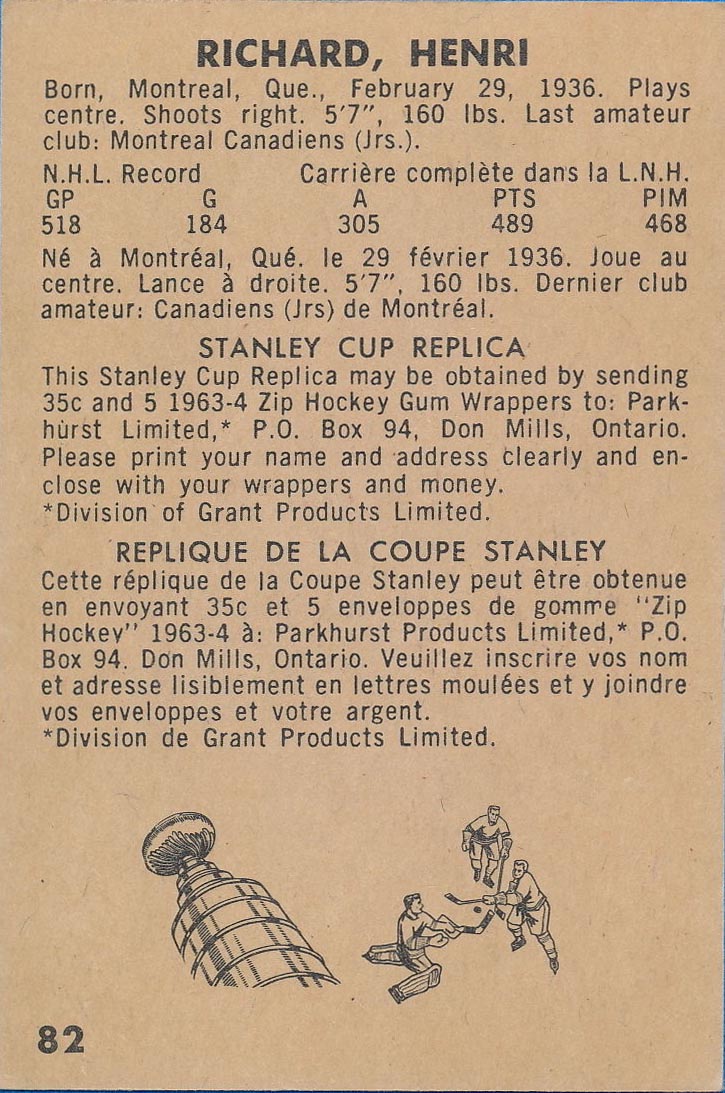 RICHARD, HENRI
Born, Montreal, Que., February 29, 1936. Plays
centre. Shoots right. 5'7", 160 lbs. Last amateur
club: Montreal Canadiens (Jrs.).
N.H.L. Record Carrière complète dans la L.N.H.
GP G A PTS PIM
518 184 305 489 468
Né à Montréal, Qué. le 29 février 1936. Joue au
centre. Lance à droite. 5'7", 160 lbs. Dernier club
amateur: Canadiens (Jrs) de Montréal.
STANLEY CUP REPLICA
This Stanley Cup Replica may be obtained by sending
35c and 5 1963-4 Zip Hockey Gum Wrappers to: Park-
hurst Limited,* P.O. Box 94, Don Mills, Ontario.
Please print your name and address clearly and en-
close with your wrappers and money.
*Division of Grant Products Limited.
REPLIQUE DE LA COUPE STANLEY
Cette réplique de la Coupe Stanley peut être obtenue
en envoyant 35c et 5 enveloppes de gomme "Zip
Hockey" 1963-4 à: Parkhurst Products Limited,* P.O.
Box 94. Don Mills, Ontario. Veuillez inscrire vos nom
et adresse lisiblement en lettres moulées et y joindre
vos enveloppes et votre argent.
*Division de Grant Products Limited.
82